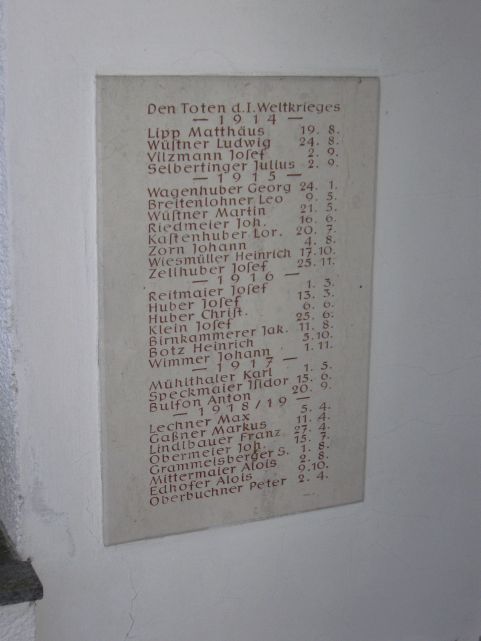 Den Toten d. I. Weltkrieges
— 1914 —
Lipp Matthäus 19. 8.
Wüstner Ludwig 24. 8.
Vilzmann Josef 2. 9.
Selbertinger Julius 2. 9.
— 1915 —
Wagenhuber Georg 24. 1.
Breitenlohner Leo 9. 5.
Wüstner Martin 21. 5.
Riedmeier Joh. 16. 6.
Kastenhuber Lor. 20. 7.
Zorn Johann 4. 8.
Wiesmüller Heinrich 17. 10.
Zellhuber Josef 25. 11.
— 1916 —
Reitmaier Josef 1. 3.
Huber Josef 13. 3.
Huber Christ. 6. 6.
Klein Josef 25. 6.
Birnkammerer Jak. 11. 8.
Botz Heinrich 5. 10.
Wimmer Johann 1. 11.
— 1917 —
Mühlthaler Karl 1. 5.
Speckmaier Isidor 15. 6.
Bulfon Anton 20. 9.
— 1918/19 —
Lechner Max 5. 4.
Gaßner Markus 11. 4.
Lindlbauer Franz 27. 4.
Obermeier Joh. 15. 7.
Grammelsberger S. 1. 8.
Mittermaier Alois 2. 8.
Edhofer Alois 9. 10.
Oberbuchner Peter 2. 4.